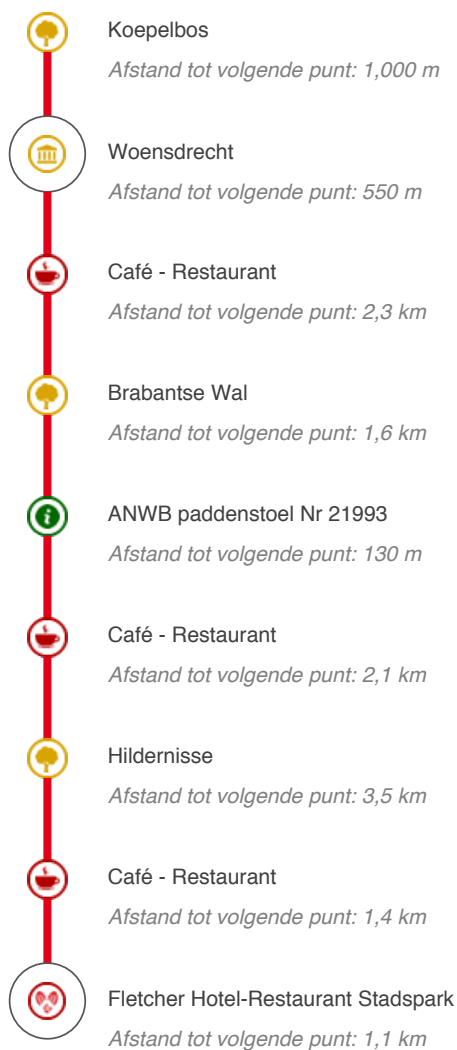 Koepelbos
Afstand tot volgende punt: 1,000 m
Woensdrecht
Afstand tot volgende punt: 550 m
Café - Restaurant
Afstand tot volgende punt: 2,3 km
Brabantse Wal
Afstand tot volgende punt: 1,6 km
ANWB paddenstoel Nr 21993
Afstand tot volgende punt: 130 m
Café - Restaurant
Afstand tot volgende punt: 2,1 km
Hildernisse
Afstand tot volgende punt: 3,5 km
Café - Restaurant
Afstand tot volgende punt: 1,4 km
Fletcher Hotel-Restaurant Stadspark
Afstand tot volgende punt: 1,1 km